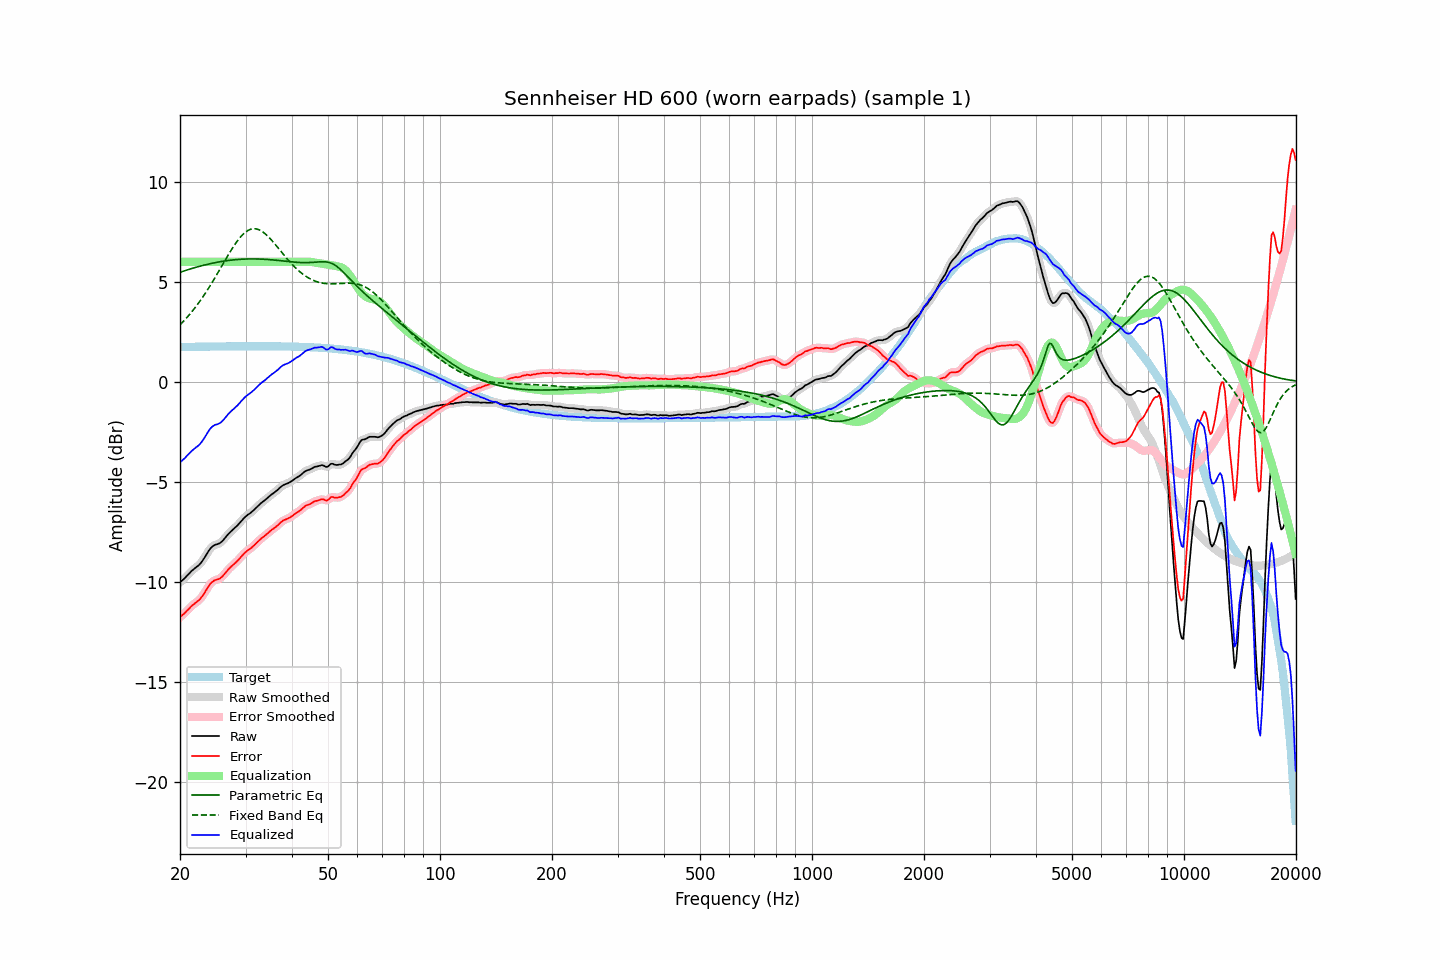 Sennheiser HD 600 (worn earpads) (sample 1)
10
5
0
−5
−10
−15
−20
Amplitude (dBr)
Target
Raw Smoothed
Error Smoothed
Raw
Error
Equalization
Parametric Eq
Fixed Band Eq
Equalized
20 50 100 200 500 1000 2000 5000 10000 20000
Frequency (Hz)